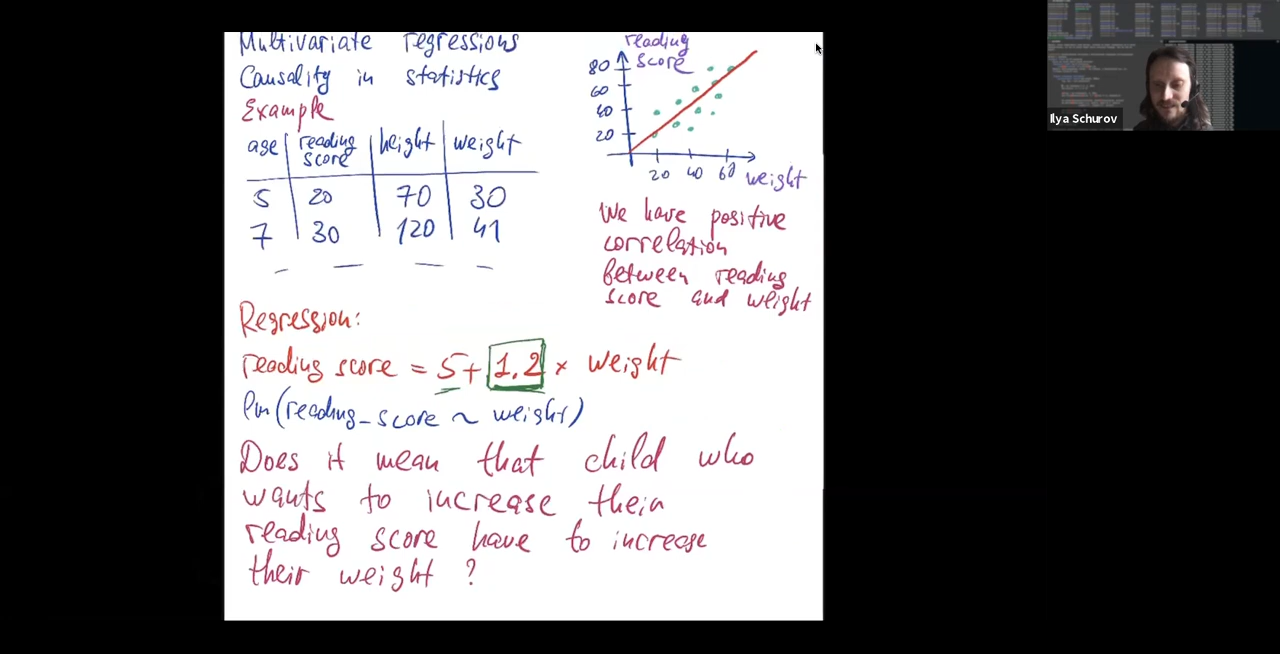 Multivariate regressions
Causality in statistics
Example
age reading score height weight
5 20 70 30
7 30 120 41
reading score
80
60
40
20
20 40 60 weight
We have positive
correlation
between reading
score and weight
Regression:
reading score = 5 + 1.2 × weight
lm(reading_score ~ weight)
Does it mean that child who
wants to increase their
reading score have to increase
their weight ?
Ilya Schurov